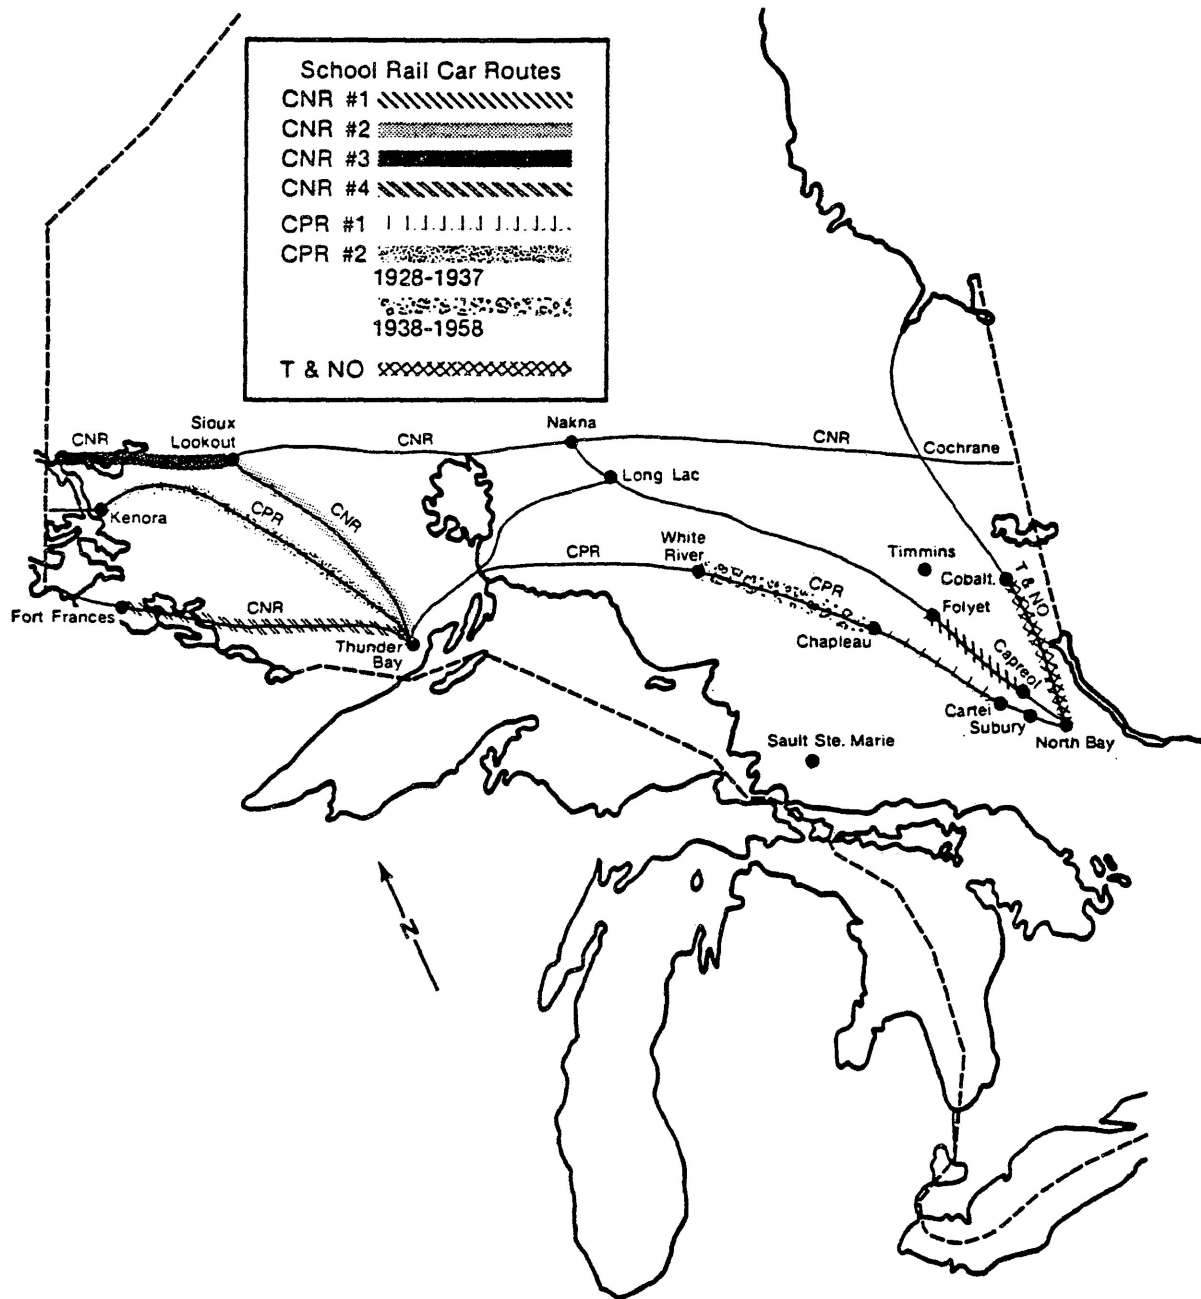 School Rail Car Routes
CNR #1
CNR #2
CNR #3
CNR #4
CPR #1
CPR #2
1928-1937
1938-1958
T & NO
CNR
Sioux
Lookout
CNR
Nakna
CNR
Cochrane
Long Lac
Kenora
CPR
CNR
White
River
CPR
CPR
Timmins
Cobalt.
T & NO
Folyet
Fort Frances
CNR
Thunder
Bay
Chapleau
Capreol
Cartei
Subury
North Bay
Sault Ste. Marie
N